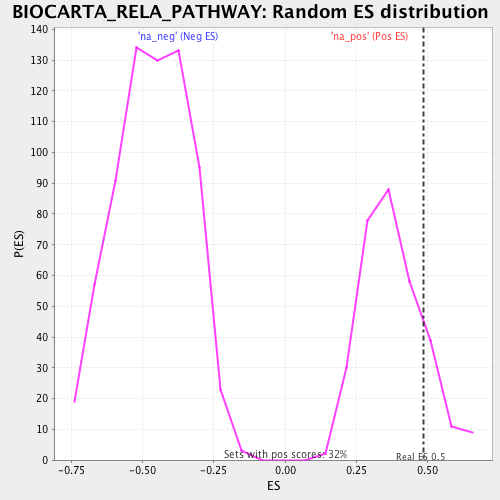 BIOCARTA_RELA_PATHWAY: Random ES distribution
'na_neg' (Neg ES) 'na_pos' (Pos ES)
140
130
120
110
100
90
80
70
60
50
40
30
20
10
0
P(ES)
Sets with pos scores: 32%
Real ES 0.5
-0.75 -0.50 -0.25 0.00 0.25 0.50
ES